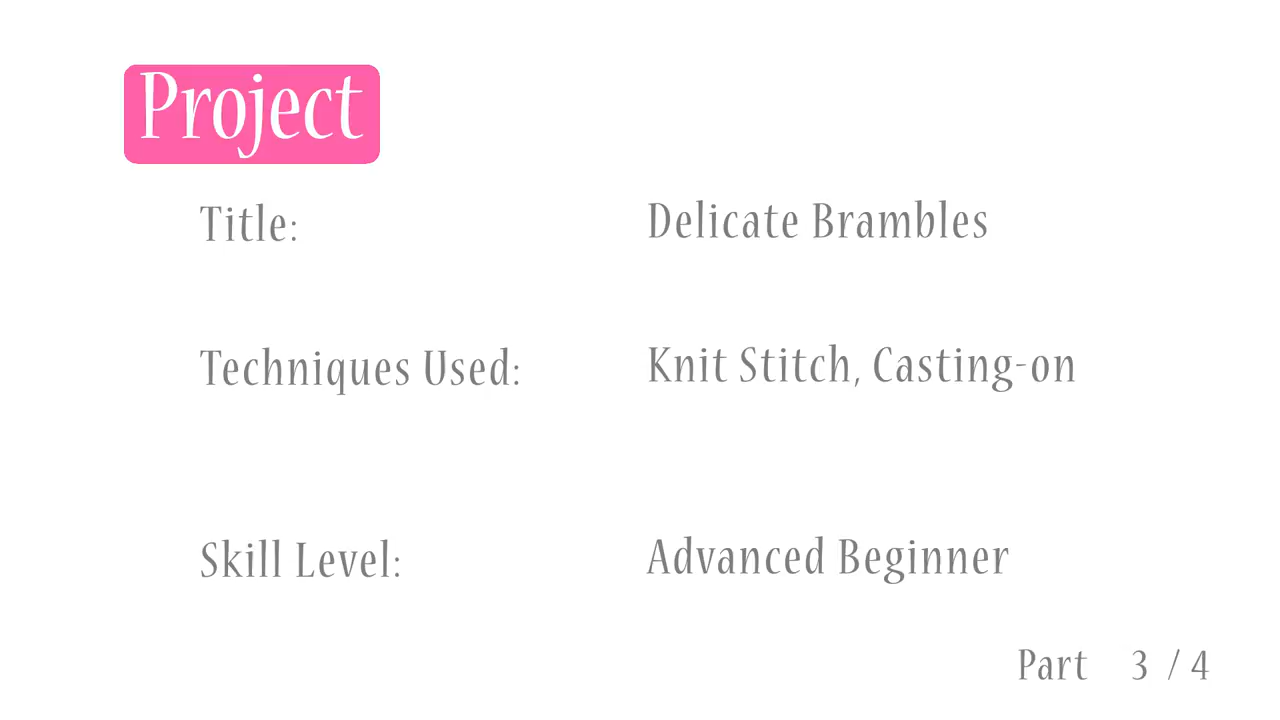 Project
Title: Delicate Brambles
Techniques Used: Knit Stitch, Casting-on
Skill Level: Advanced Beginner
Part 3 / 4